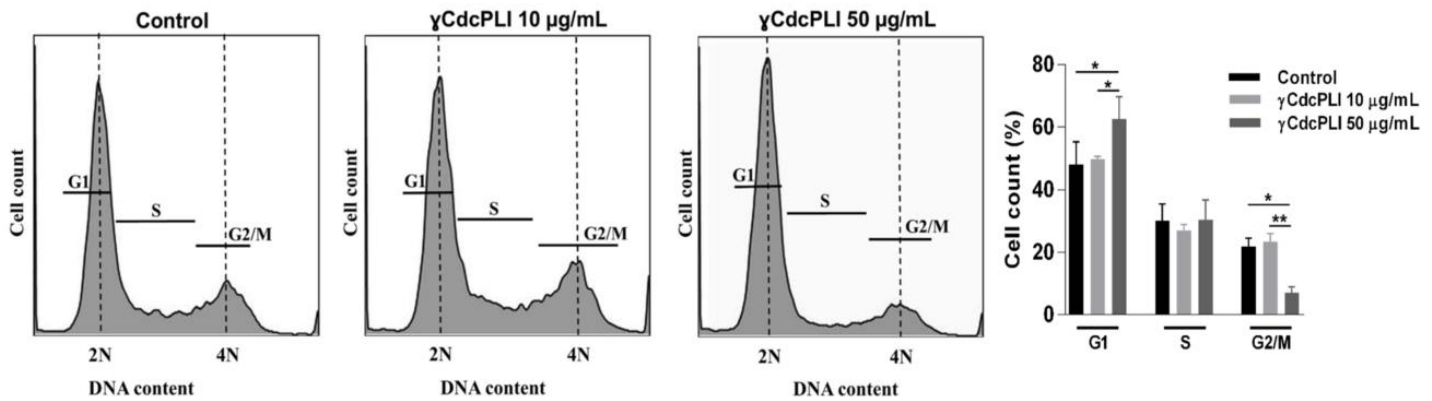 Control
Cell count
G1
S
G2/M
2N
4N
DNA content
ɣCdcPLI 10 µg/mL
Cell count
G1
S
G2/M
2N
4N
DNA content
ɣCdcPLI 50 µg/mL
Cell count
G1
S
G2/M
2N
4N
DNA content
Cell count (%)
80
60
40
20
0
*
*
*
**
G1
S
G2/M
Control
γCdcPLI 10 µg/mL
γCdcPLI 50 µg/mL